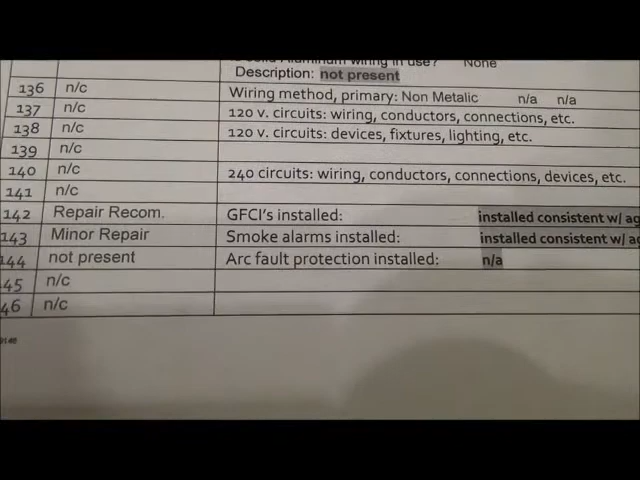 Is solid Aluminum wiring in use? None
Description: not present
136 n/c Wiring method, primary: Non Metalic n/a n/a
137 n/c 120 v. circuits: wiring, conductors, connections, etc.
138 n/c 120 v. circuits: devices, fixtures, lighting, etc.
139 n/c
140 n/c 240 circuits: wiring, conductors, connections, devices, etc.
141 n/c
142 Repair Recom. GFCI's installed: installed consistent w/ ag
143 Minor Repair Smoke alarms installed: installed consistent w/ ag
144 not present Arc fault protection installed: n/a
45 n/c
46 n/c